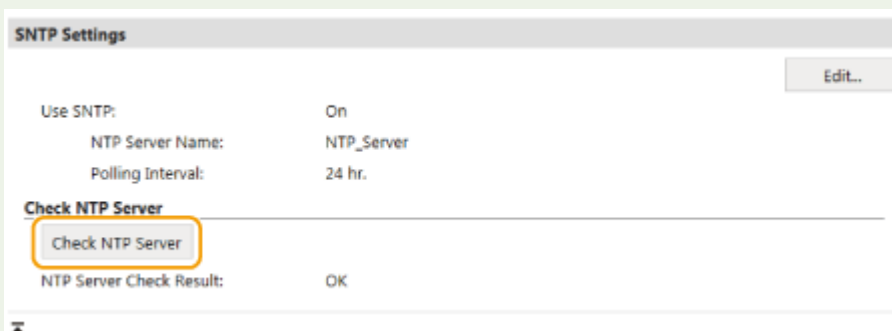 SNTP Settings
Edit...
Use SNTP: On
NTP Server Name: NTP_Server
Polling Interval: 24 hr.
Check NTP Server
Check NTP Server
NTP Server Check Result: OK